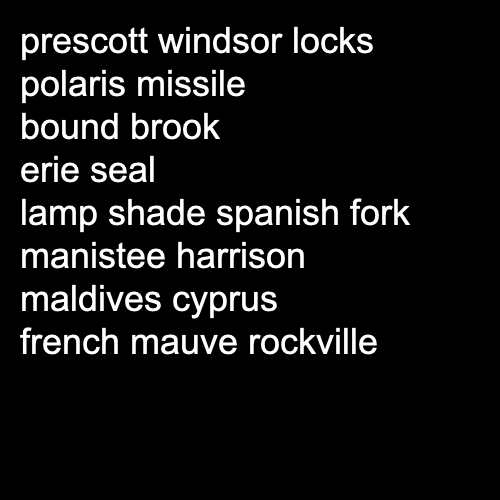 prescott windsor locks
polaris missile
bound brook
erie seal
lamp shade spanish fork
manistee harrison
maldives cyprus
french mauve rockville